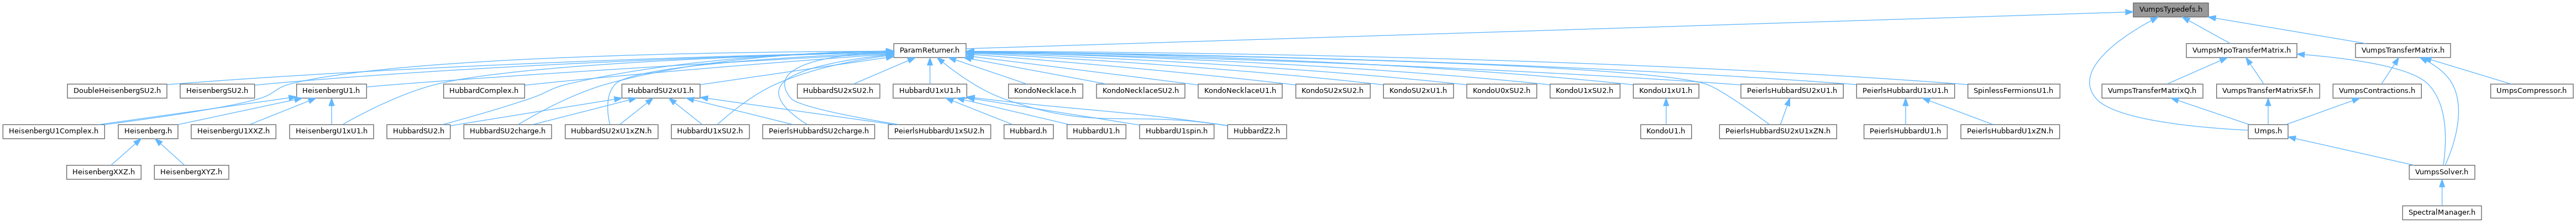 VumpsTypedefs.h
ParamReturner.h
VumpsMpoTransferMatrix.h
VumpsTransferMatrix.h
DoubleHeisenbergSU2.h
HeisenbergSU2.h
HeisenbergU1.h
HubbardComplex.h
HubbardSU2xU1.h
HubbardSU2xSU2.h
HubbardU1xU1.h
KondoNecklace.h
KondoNecklaceSU2.h
KondoNecklaceU1.h
KondoSU2xSU2.h
KondoSU2xU1.h
KondoU0xSU2.h
KondoU1xSU2.h
KondoU1xU1.h
PeierlsHubbardSU2xU1.h
PeierlsHubbardU1xU1.h
SpinlessFermionsU1.h
VumpsTransferMatrixQ.h
VumpsTransferMatrixSF.h
VumpsContractions.h
UmpsCompressor.h
HeisenbergU1Complex.h
Heisenberg.h
HeisenbergU1XXZ.h
HeisenbergU1xU1.h
HubbardSU2.h
HubbardSU2charge.h
HubbardSU2xU1xZN.h
HubbardU1xSU2.h
PeierlsHubbardSU2charge.h
PeierlsHubbardU1xSU2.h
Hubbard.h
HubbardU1.h
HubbardU1spin.h
HubbardZ2.h
KondoU1.h
PeierlsHubbardSU2xU1xZN.h
PeierlsHubbardU1.h
PeierlsHubbardU1xZN.h
Umps.h
HeisenbergXXZ.h
HeisenbergXYZ.h
VumpsSolver.h
SpectralManager.h